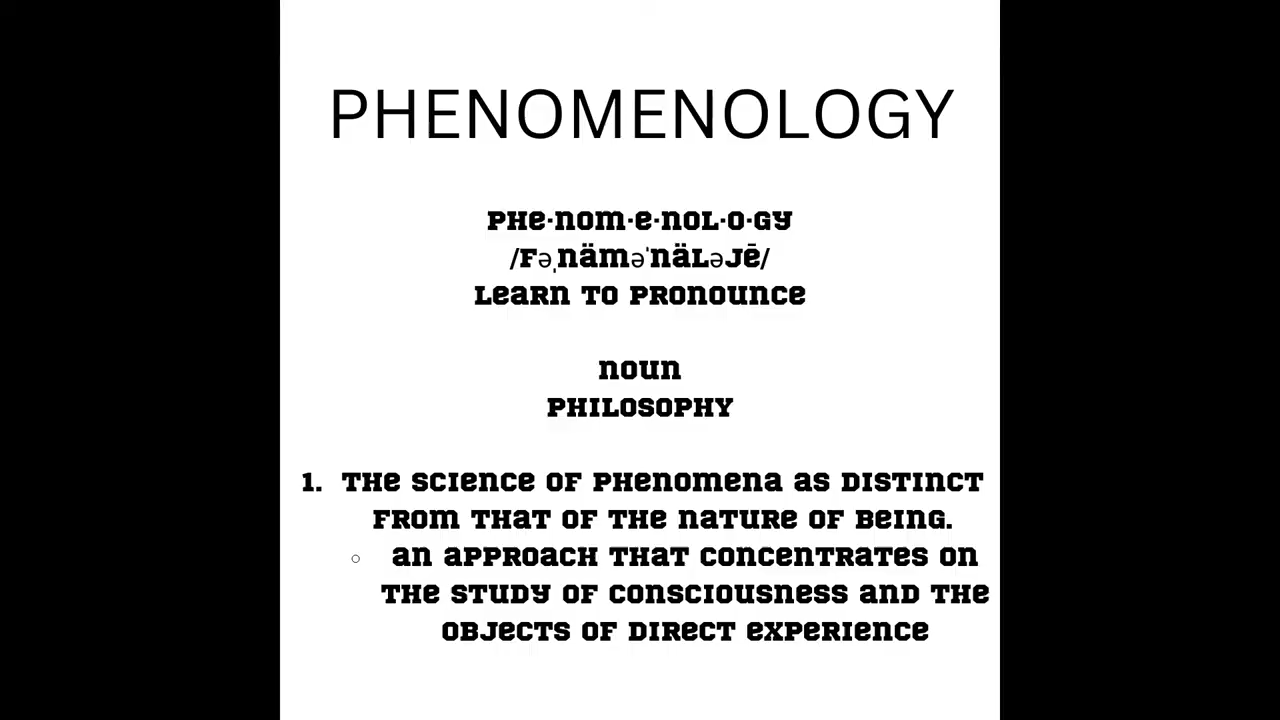 PHENOMENOLOGY
phe·nom·e·nol·o·gy
/fəˌnäməˈnäləjē/
Learn to pronounce
noun
PHILOSOPHY
1. the science of phenomena as distinct
from that of the nature of being.
○ an approach that concentrates on
the study of consciousness and the
objects of direct experience